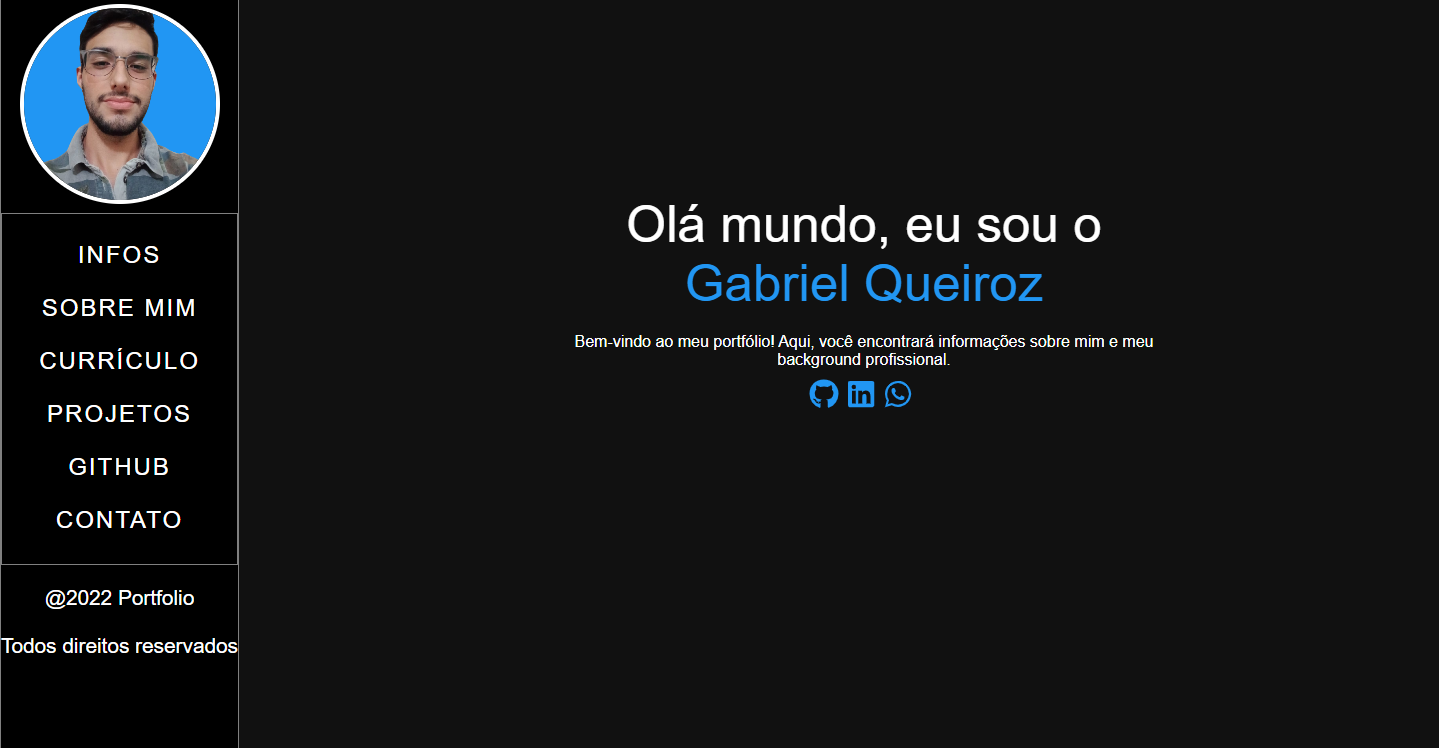 INFOS
SOBRE MIM
CURRÍCULO
PROJETOS
GITHUB
CONTATO
@2022 Portfolio
Todos direitos reservados
Olá mundo, eu sou o
Gabriel Queiroz
Bem-vindo ao meu portfólio! Aqui, você encontrará informações sobre mim e meu
background profissional.
in